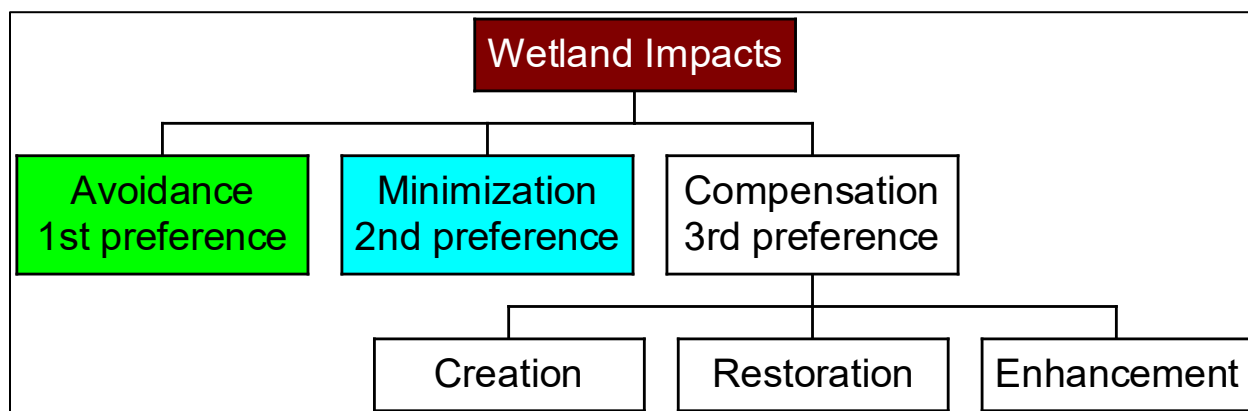 Wetland Impacts
Avoidance
1st preference
Minimization
2nd preference
Compensation
3rd preference
Creation
Restoration
Enhancement